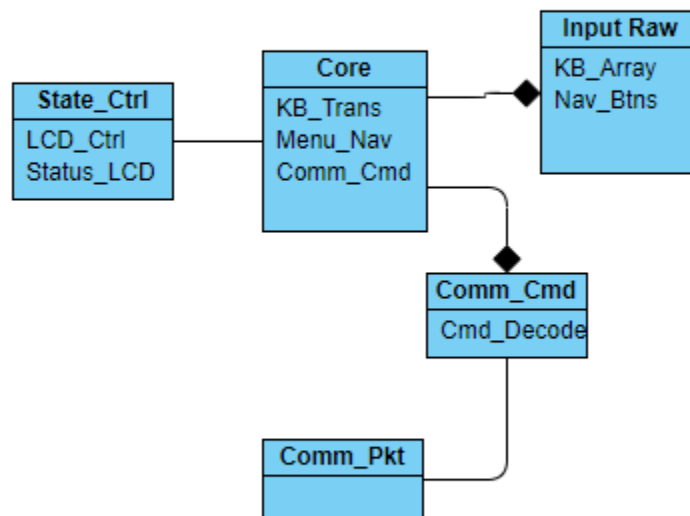 Input Raw
KB_Array
Nav_Btns
Core
KB_Trans
Menu_Nav
Comm_Cmd
State_Ctrl
LCD_Ctrl
Status_LCD
Comm_Cmd
Cmd_Decode
Comm_Pkt